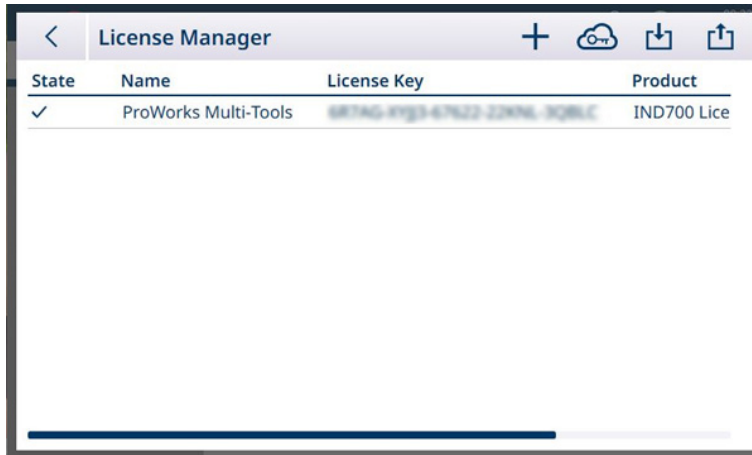 License Manager
State Name License Key Product
ProWorks Multi-Tools IND700 Lice